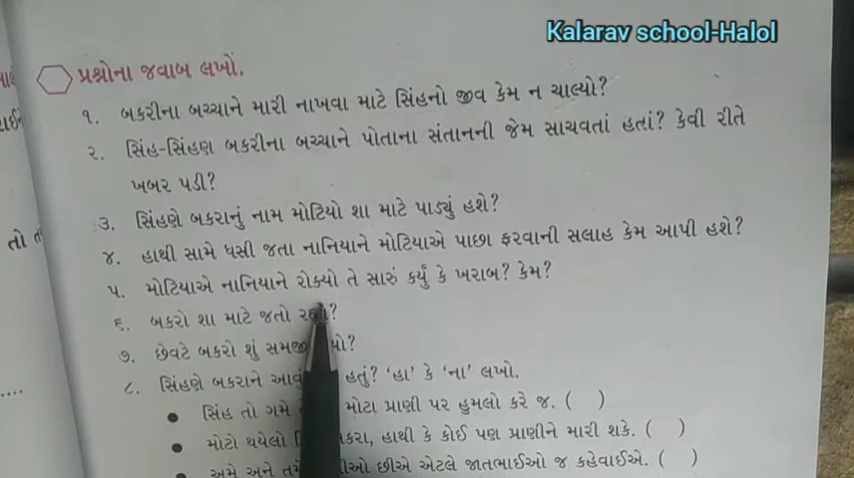 Kalarav school-Halol
પ્રશ્નોના જવાબ લખો.
૧. બકરીના બચ્ચાને મારી નાખવા માટે સિંહનો જીવ કેમ ન ચાલ્યો?
૨. સિંહ-સિંહણ બકરીના બચ્ચાને પોતાના સંતાનની જેમ સાચવતાં હતાં? કેવી રીતે
ખબર પડી?
૩. સિંહણે બકરાનું નામ મોટિયો શા માટે પાડ્યું હશે?
૪. હાથી સામે ધસી જતા નાનિયાને મોટિયાએ પાછા ફરવાની સલાહ કેમ આપી હશે?
૫. મોટિયાએ નાનિયાને રોક્યો તે સારું કર્યું કે ખરાબ? કેમ?
૬. બકરો શા માટે જતો
૭. છેવટે બકરો શું
૮. સિંહણે બકરાને હતું? ‘હા’ કે ‘ના’ લખો.
● સિંહ તો ગમે મોટા પ્રાણી પર હુમલો કરે જ. ( )
● મોટો થયેલો હાથી કે કોઈ પણ પ્રાણીને મારી શકે. ( )
● અમે અને છીએ એટલે જાતભાઈઓ જ કહેવાઈએ. ( )